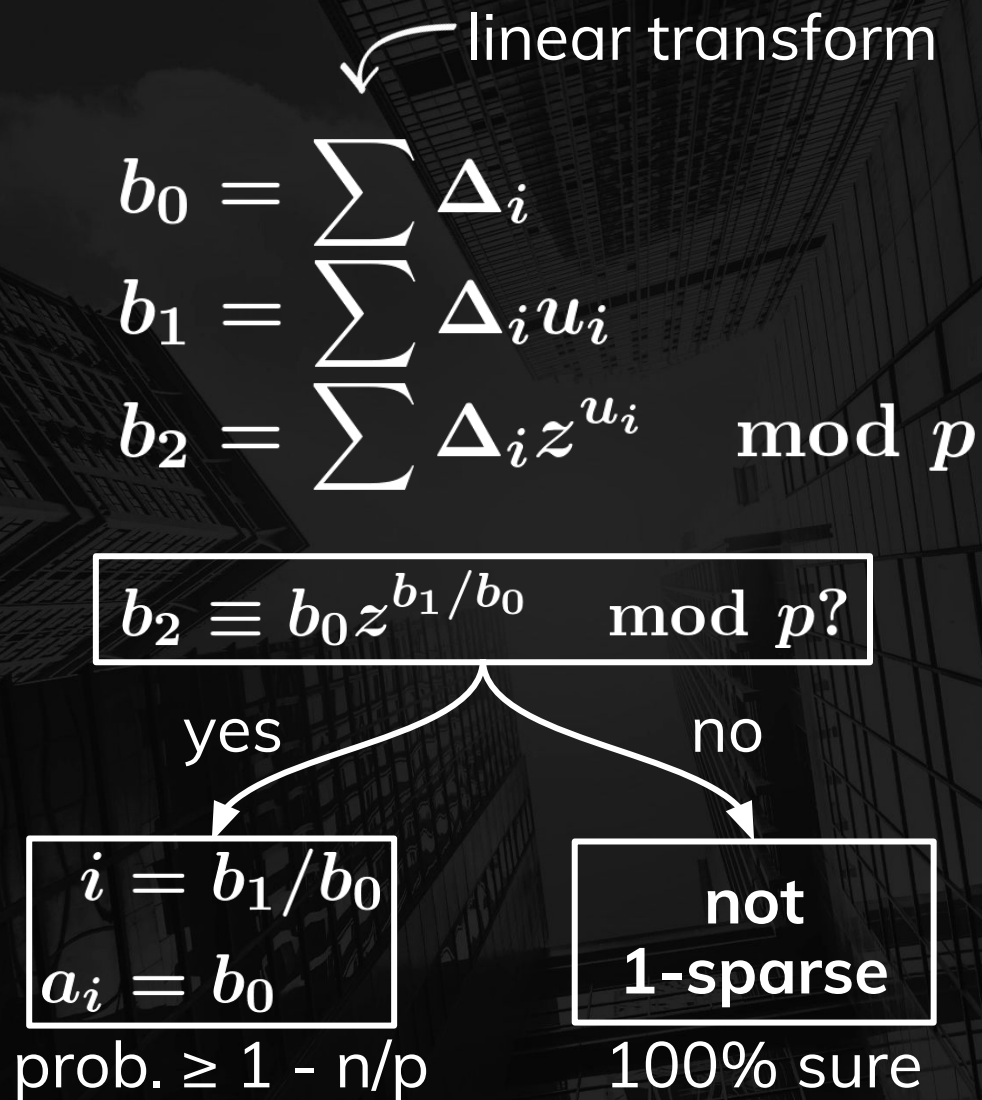 linear transform
b₀ = ∑ Δᵢ
b₁ = ∑ Δᵢuᵢ
b₂ = ∑ Δᵢz^{uᵢ} mod p
b₂ ≡ b₀z^{b₁/b₀} mod p?
yes no
i = b₁/b₀
aᵢ = b₀
not
1-sparse
prob. ≥ 1 - n/p
100% sure